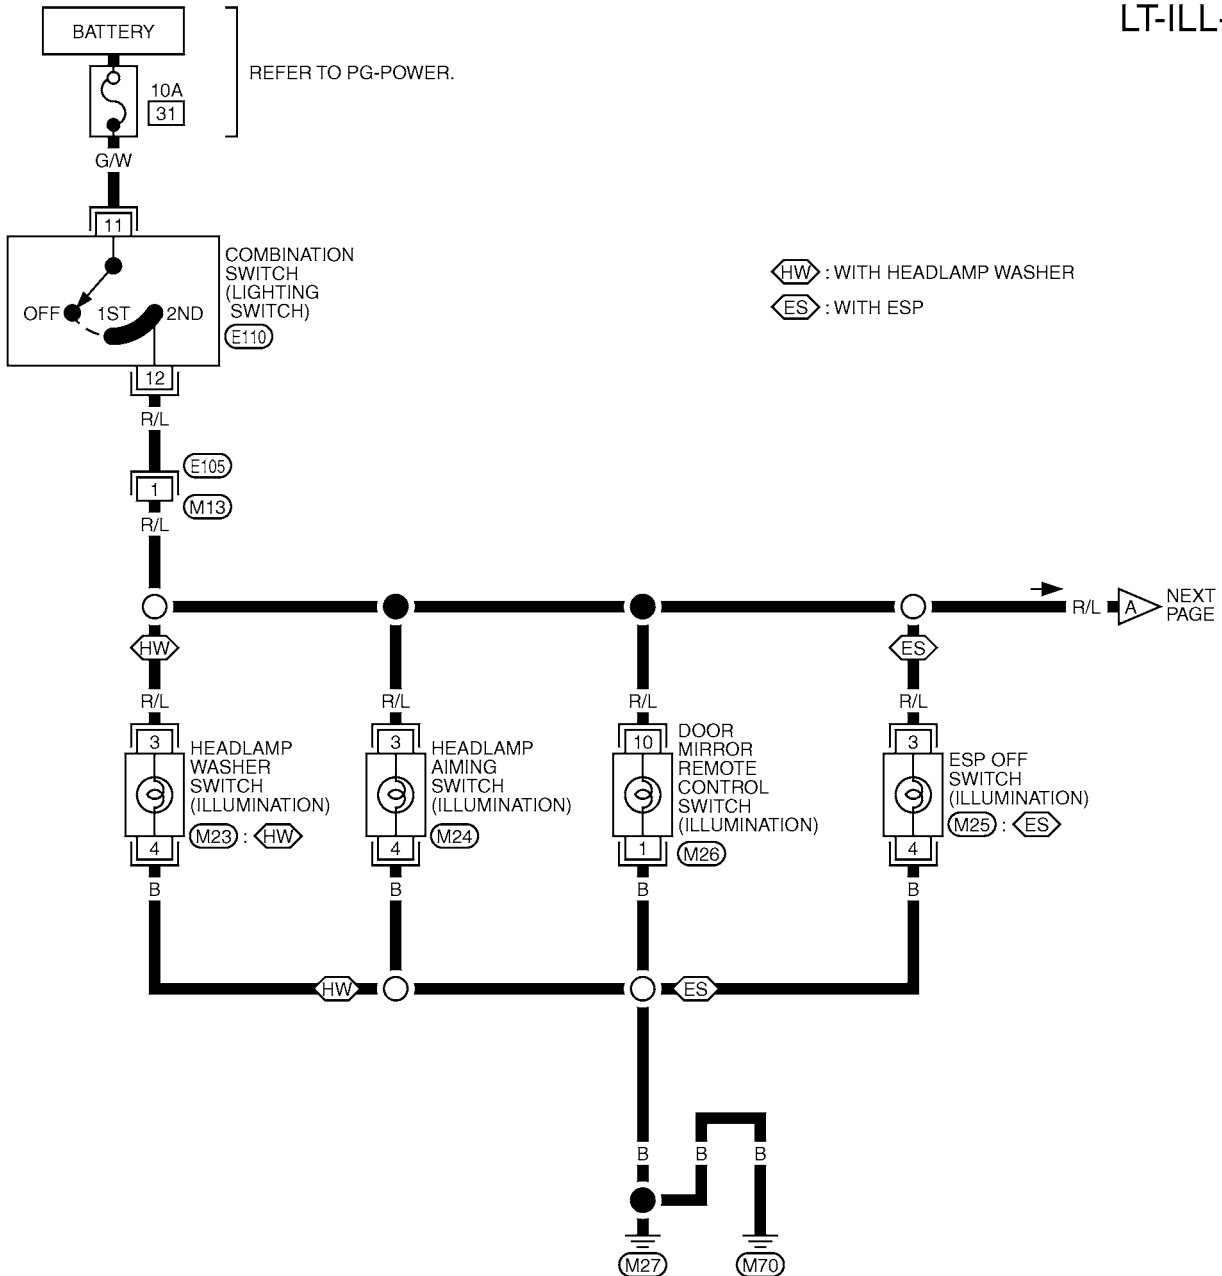 LT-ILL-
BATTERY
REFER TO PG-POWER.
10A
31
G/W
11
COMBINATION
SWITCH
(LIGHTING
SWITCH)
E110
OFF 1ST 2ND
HW : WITH HEADLAMP WASHER
ES : WITH ESP
12
R/L
E105
1
M13
R/L
R/L A NEXT
PAGE
HW ES
R/L R/L R/L R/L
3 3 10 3
HEADLAMP
WASHER
SWITCH
(ILLUMINATION)
M23 : HW
HEADLAMP
AIMING
SWITCH
(ILLUMINATION)
M24
DOOR
MIRROR
REMOTE
CONTROL
SWITCH
(ILLUMINATION)
M26
ESP OFF
SWITCH
(ILLUMINATION)
M25 : ES
4 4 1 4
B B B B
HW ES
B B B
M27 M70